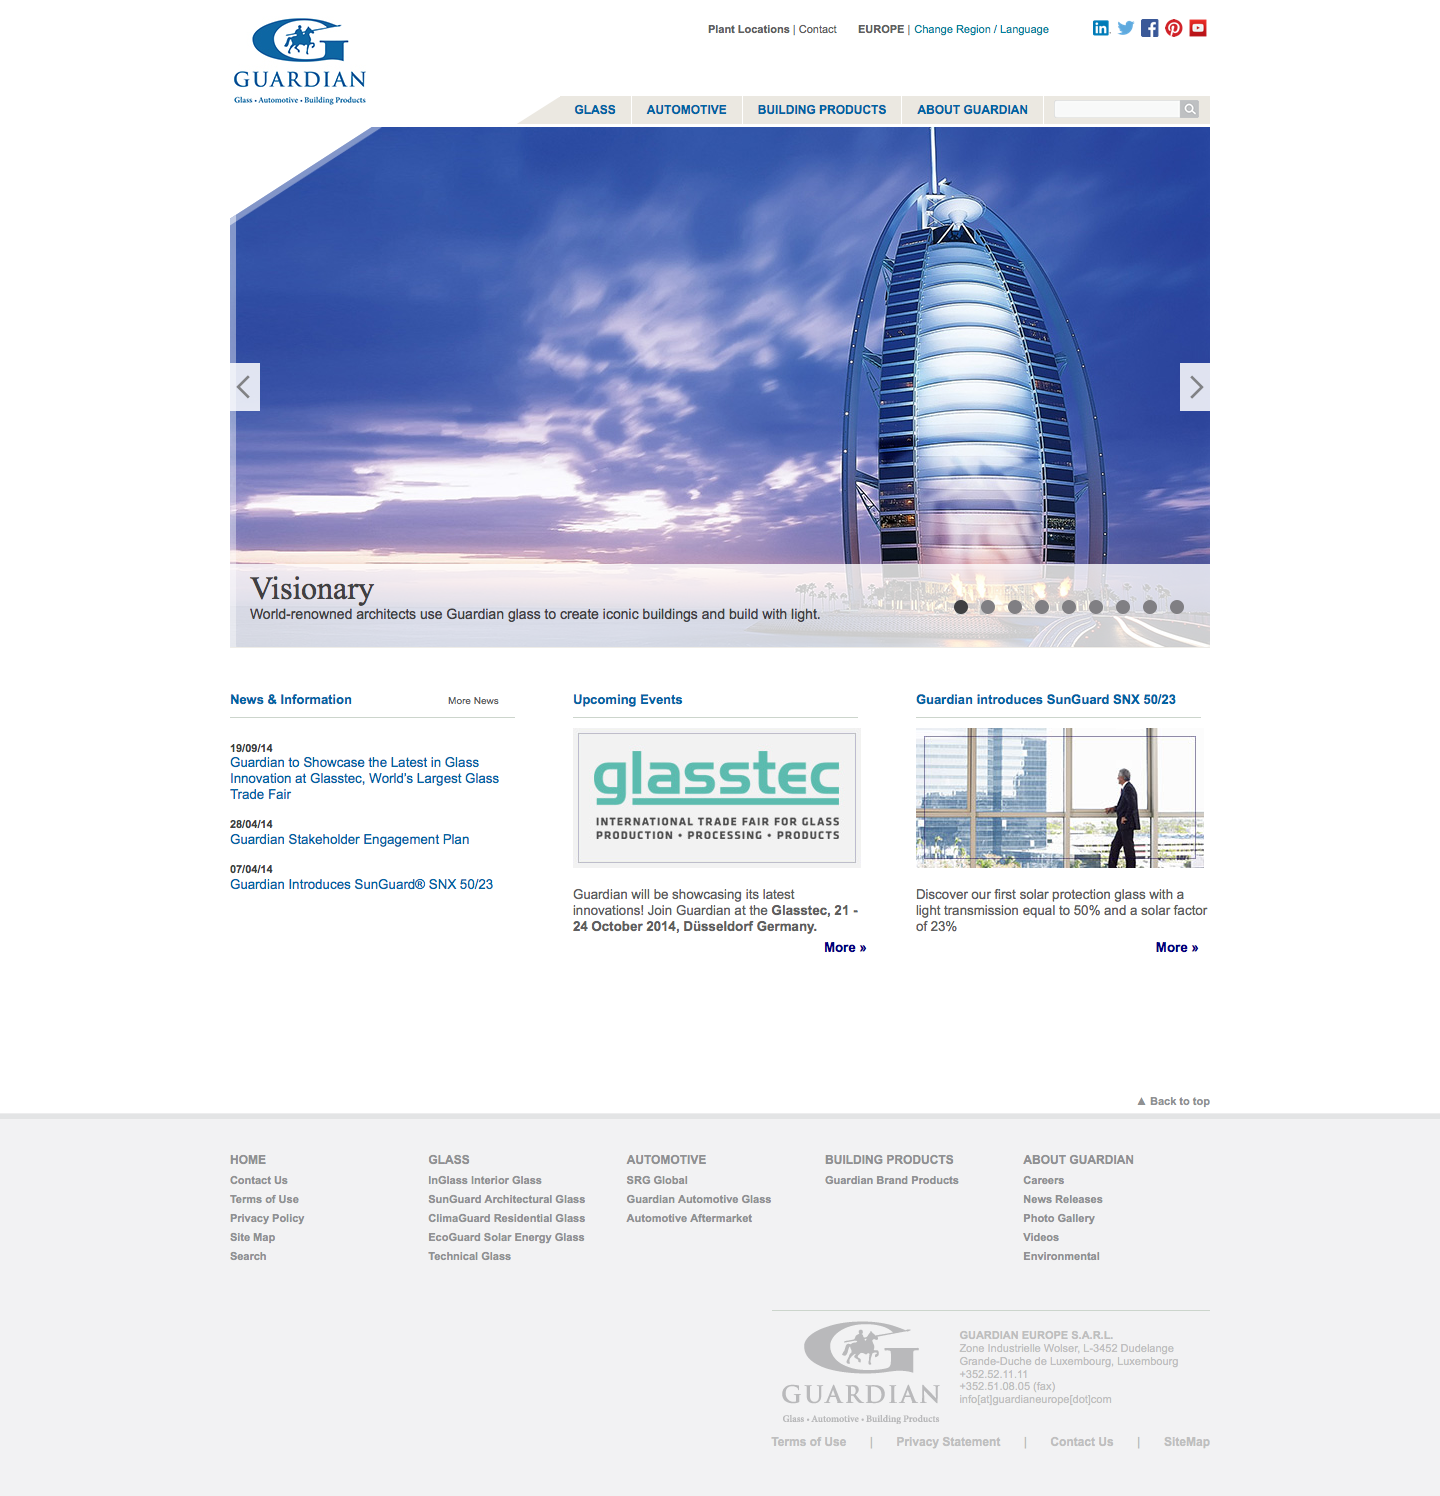 GUARDIAN
Glass • Automotive • Building Products
Plant Locations | Contact
EUROPE | Change Region / Language
GLASS
AUTOMOTIVE
BUILDING PRODUCTS
ABOUT GUARDIAN
Visionary
World-renowned architects use Guardian glass to create iconic buildings and build with light.
News & Information
More News
19/09/14
Guardian to Showcase the Latest in Glass
Innovation at Glasstec, World's Largest Glass
Trade Fair
28/04/14
Guardian Stakeholder Engagement Plan
07/04/14
Guardian Introduces SunGuard® SNX 50/23
Upcoming Events
glasstec
INTERNATIONAL TRADE FAIR FOR GLASS
PRODUCTION • PROCESSING • PRODUCTS
Guardian will be showcasing its latest
innovations! Join Guardian at the Glasstec, 21 -
24 October 2014, Düsseldorf Germany.
More »
Guardian introduces SunGuard SNX 50/23
Discover our first solar protection glass with a
light transmission equal to 50% and a solar factor
of 23%
More »
▲ Back to top
HOME
Contact Us
Terms of Use
Privacy Policy
Site Map
Search
GLASS
InGlass Interior Glass
SunGuard Architectural Glass
ClimaGuard Residential Glass
EcoGuard Solar Energy Glass
Technical Glass
AUTOMOTIVE
SRG Global
Guardian Automotive Glass
Automotive Aftermarket
BUILDING PRODUCTS
Guardian Brand Products
ABOUT GUARDIAN
Careers
News Releases
Photo Gallery
Videos
Environmental
GUARDIAN
Glass • Automotive • Building Products
GUARDIAN EUROPE S.A.R.L.
Zone Industrielle Wolser, L-3452 Dudelange
Grande-Duche de Luxembourg, Luxembourg
+352.52.11.11
+352.51.08.05 (fax)
info[at]guardianeurope[dot]com
Terms of Use | Privacy Statement | Contact Us | SiteMap